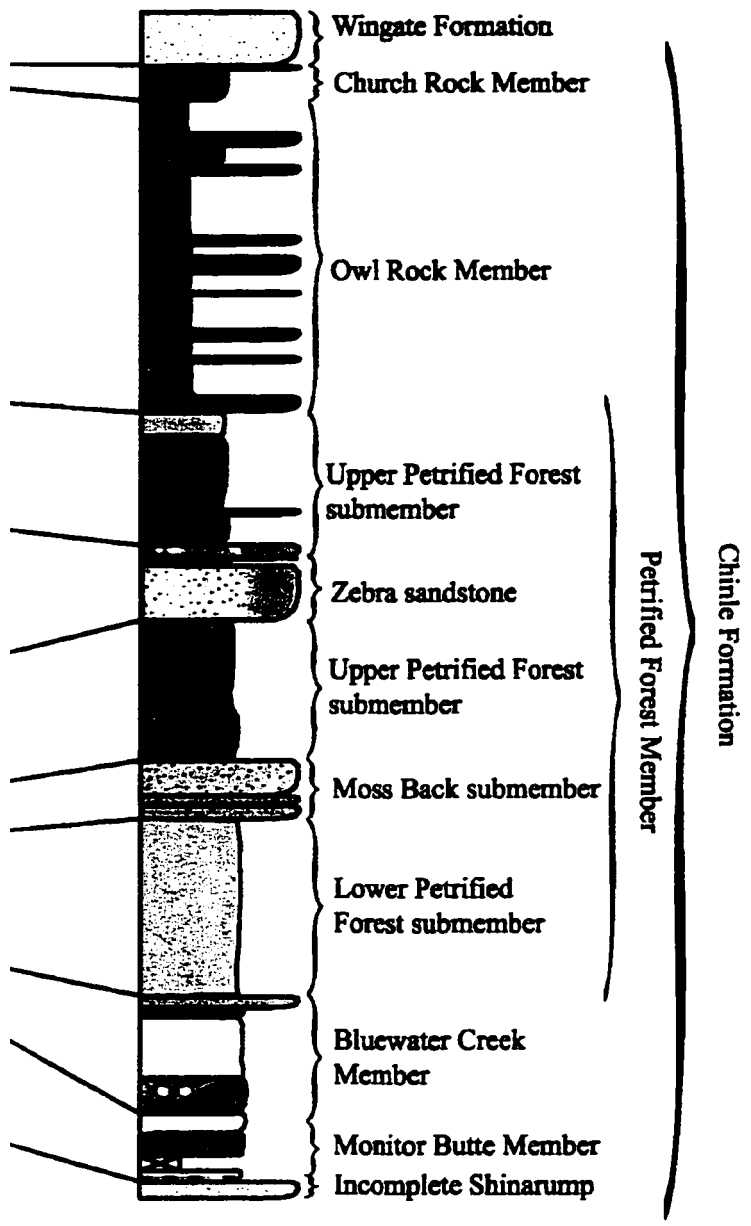 Wingate Formation
Church Rock Member
Owl Rock Member
Upper Petrified Forest
submember
Zebra sandstone
Upper Petrified Forest
submember
Moss Back submember
Lower Petrified
Forest submember
Bluewater Creek
Member
Monitor Butte Member
Incomplete Shinarump
Petrified Forest Member
Chinle Formation